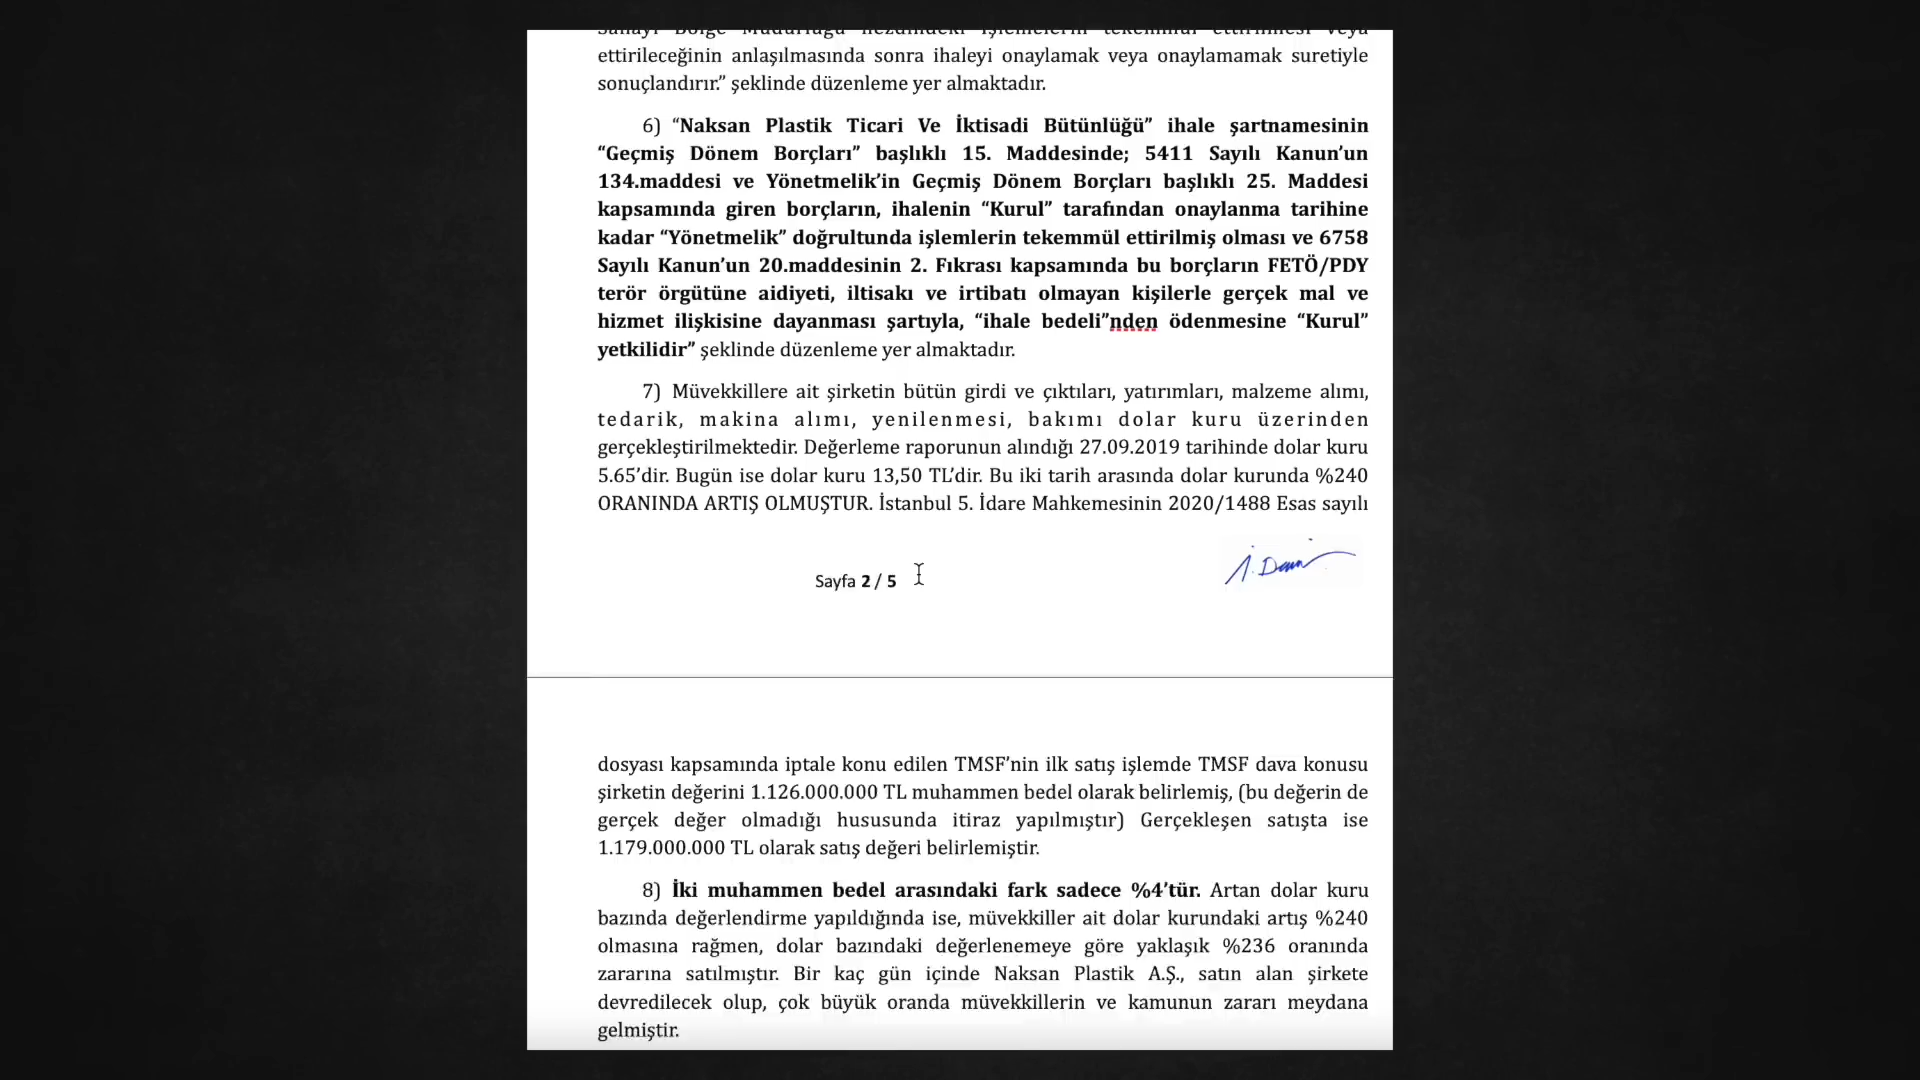 Sanayi Bölge Müdürlüğü nezdindeki işlemlerin tekemmül ettirilmesi veya
ettirileceğinin anlaşılmasında sonra ihaleyi onaylamak veya onaylamamak suretiyle
sonuçlandırır.” şeklinde düzenleme yer almaktadır.
6) “Naksan Plastik Ticari Ve İktisadi Bütünlüğü” ihale şartnamesinin
“Geçmiş Dönem Borçları” başlıklı 15. Maddesinde; 5411 Sayılı Kanun’un
134.maddesi ve Yönetmelik’in Geçmiş Dönem Borçları başlıklı 25. Maddesi
kapsamında giren borçların, ihalenin “Kurul” tarafından onaylanma tarihine
kadar “Yönetmelik” doğrultunda işlemlerin tekemmül ettirilmiş olması ve 6758
Sayılı Kanun’un 20.maddesinin 2. Fıkrası kapsamında bu borçların FETÖ/PDY
terör örgütüne aidiyeti, iltisakı ve irtibatı olmayan kişilerle gerçek mal ve
hizmet ilişkisine dayanması şartıyla, “ihale bedeli”nden ödenmesine “Kurul”
yetkilidir” şeklinde düzenleme yer almaktadır.
7) Müvekkillere ait şirketin bütün girdi ve çıktıları, yatırımları, malzeme alımı,
tedarik, makina alımı, yenilenmesi, bakımı dolar kuru üzerinden
gerçekleştirilmektedir. Değerleme raporunun alındığı 27.09.2019 tarihinde dolar kuru
5.65’dir. Bugün ise dolar kuru 13,50 TL’dir. Bu iki tarih arasında dolar kurunda %240
ORANINDA ARTIŞ OLMUŞTUR. İstanbul 5. İdare Mahkemesinin 2020/1488 Esas sayılı
Sayfa 2 / 5
dosyası kapsamında iptale konu edilen TMSF’nin ilk satış işlemde TMSF dava konusu
şirketin değerini 1.126.000.000 TL muhammen bedel olarak belirlemiş, (bu değerin de
gerçek değer olmadığı hususunda itiraz yapılmıştır) Gerçekleşen satışta ise
1.179.000.000 TL olarak satış değeri belirlemiştir.
8) İki muhammen bedel arasındaki fark sadece %4’tür. Artan dolar kuru
bazında değerlendirme yapıldığında ise, müvekkiller ait dolar kurundaki artış %240
olmasına rağmen, dolar bazındaki değerlenemeye göre yaklaşık %236 oranında
zararına satılmıştır. Bir kaç gün içinde Naksan Plastik A.Ş., satın alan şirkete
devredilecek olup, çok büyük oranda müvekkillerin ve kamunun zararı meydana
gelmiştir.